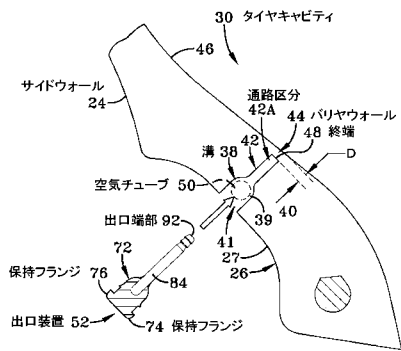 30 タイヤキャビティ
46
サイドウォール
24
通路区分
42A
44 バリヤウォール
48 終端
溝 42
38
D
空気チューブ
50
40
39
出口端部 92
41
27
26
72
保持フランジ
76
84
出口装置 52
74 保持フランジ